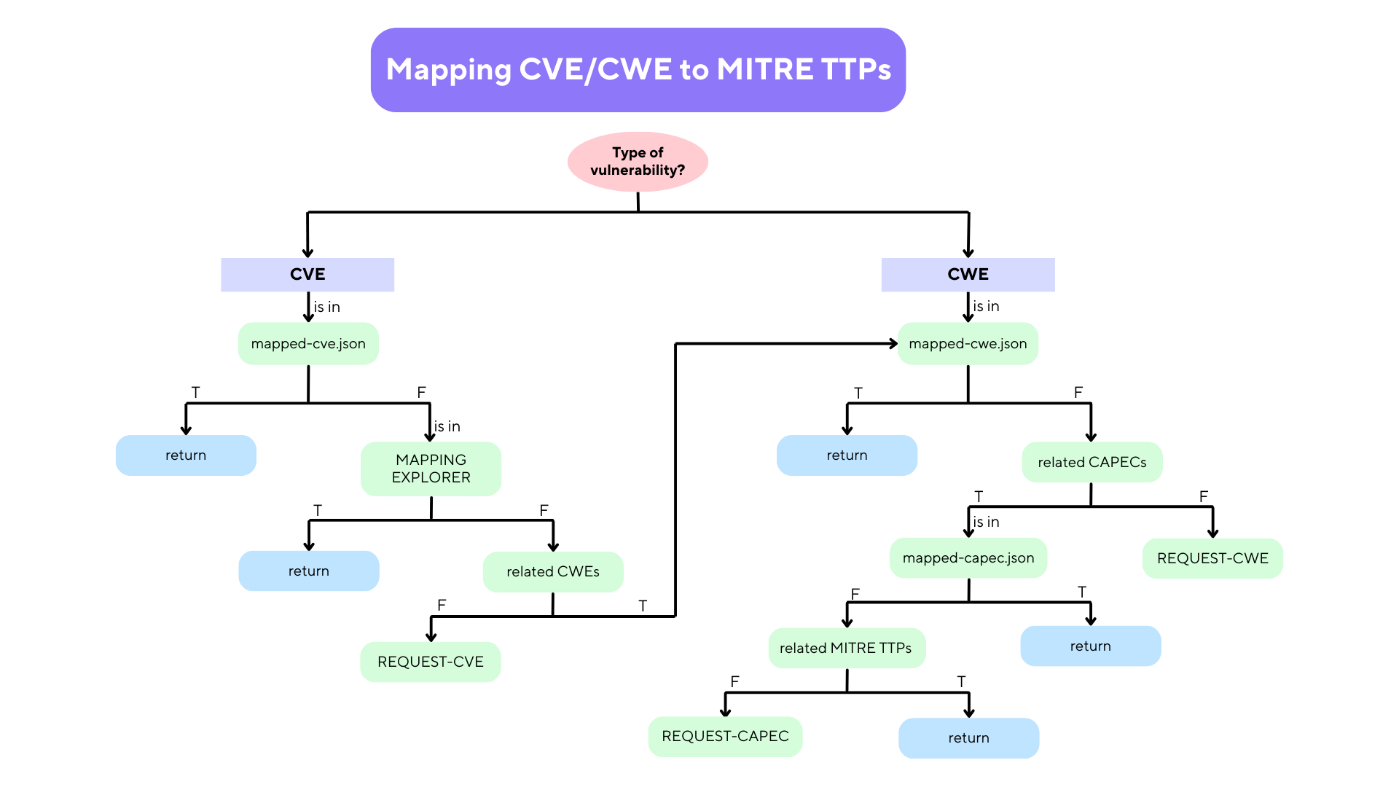 Mapping CVE/CWE to MITRE TTPs
Type of
vulnerability?
CVE
CWE
is in
is in
mapped-cve.json
mapped-cwe.json
T
F
T
F
is in
return
MAPPING
EXPLORER
return
related CAPECs
T
F
T
F
is in
return
related CWEs
mapped-capec.json
REQUEST-CWE
F
T
F
T
REQUEST-CVE
related MITRE TTPs
return
F
T
REQUEST-CAPEC
return